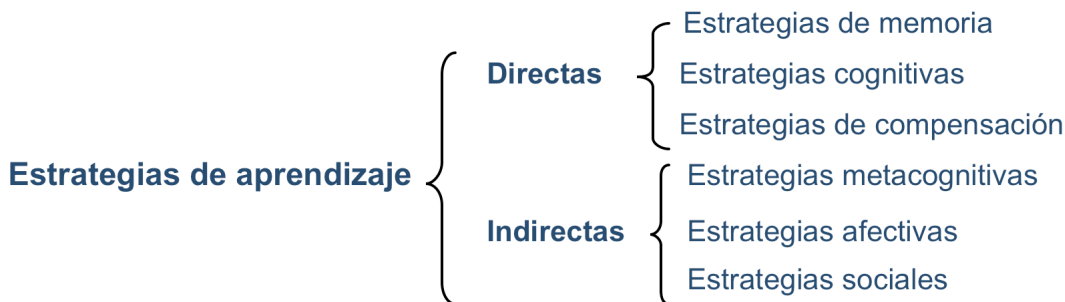 Estrategias de aprendizaje
Directas
Estrategias de memoria
Estrategias cognitivas
Estrategias de compensación
Indirectas
Estrategias metacognitivas
Estrategias afectivas
Estrategias sociales